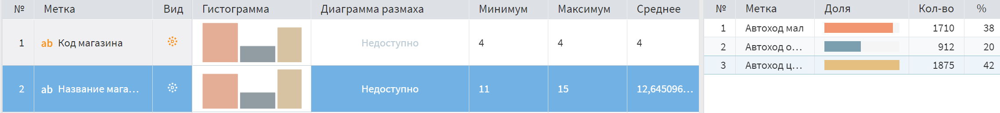 № Метка Вид Гистограмма Диаграмма размаха Минимум Максимум Среднее
1 ab Код магазина D Недоступно 4 4 4
2 ab Название мага... D Недоступно 11 15 12,645096...
№ Метка Доля Кол-во %
1 Автоход мал 1710 38
2 Автоход о... 912 20
3 Автоход ц... 1875 42